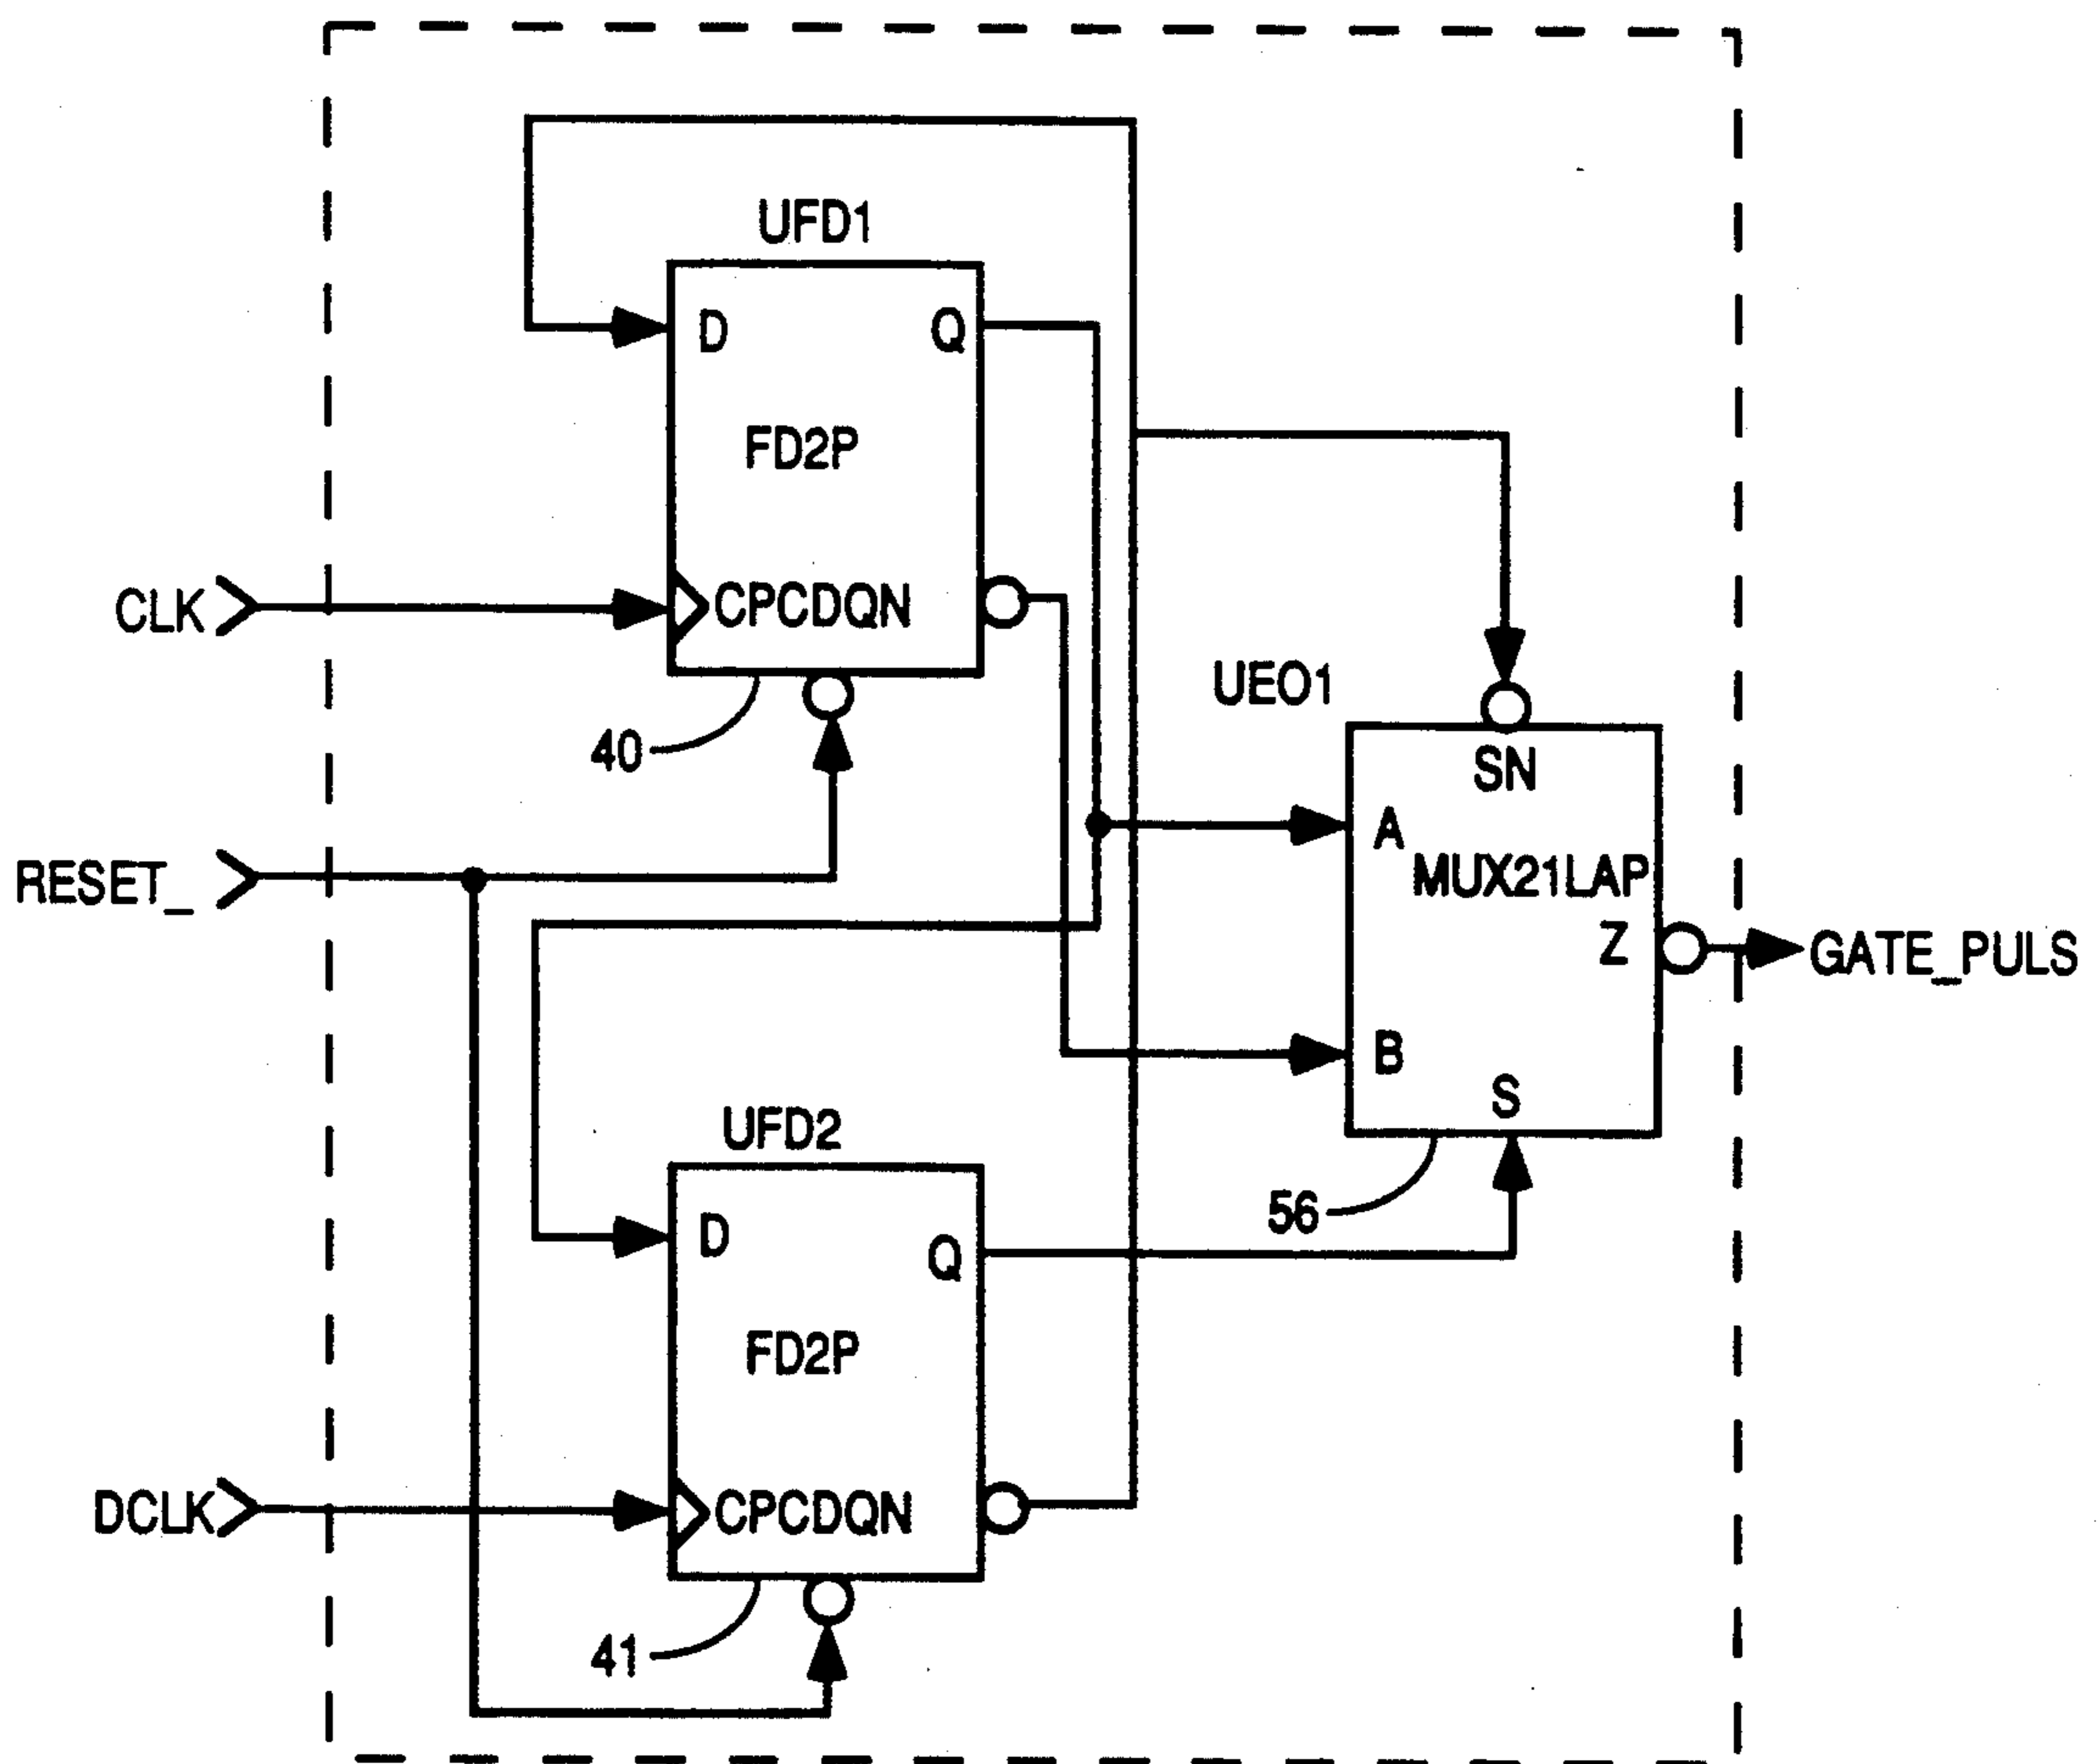 UFD1
D
Q
FD2P
CLK
CPCDQN
UEO1
40
SN
A
RESET_
MUX21LAP
Z
GATE_PULS
B
S
UFD2
56
D
Q
FD2P
DCLK
CPCDQN
41